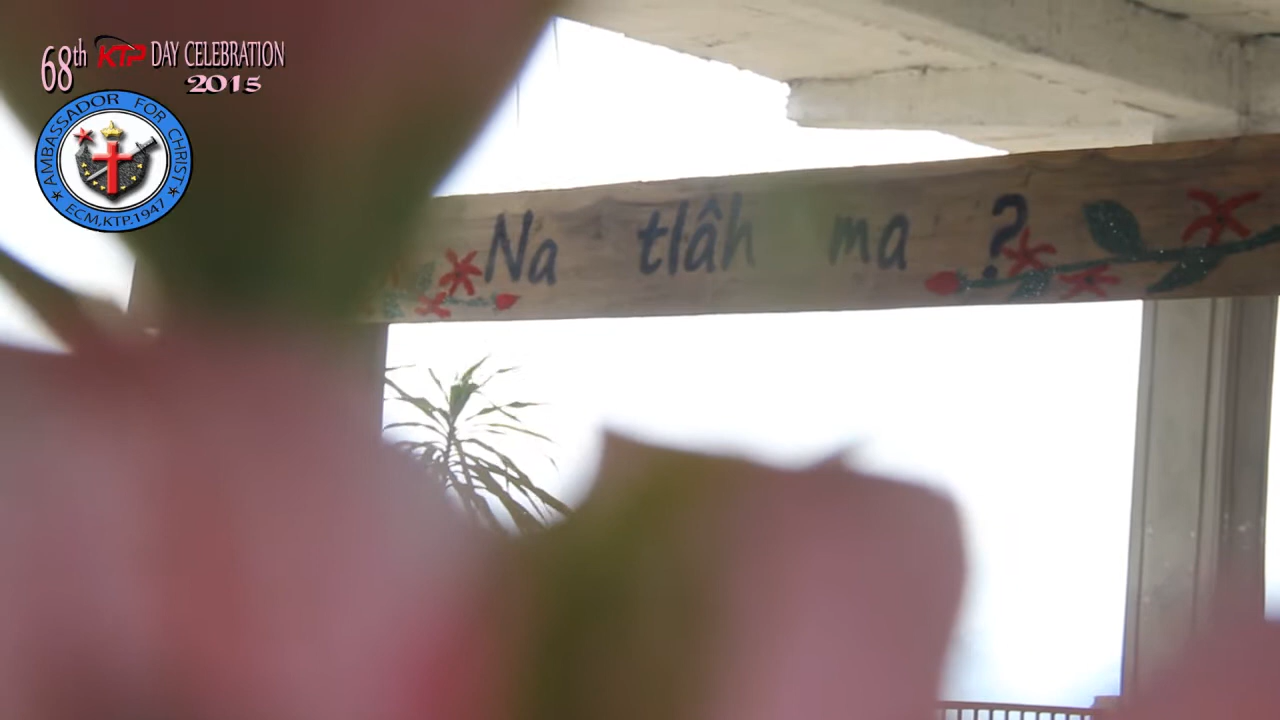 68th KTP DAY CELEBRATION
2015
AMBASSADOR FOR CHRIST
ECM, KTP. 1947
Na tlâh ma ?